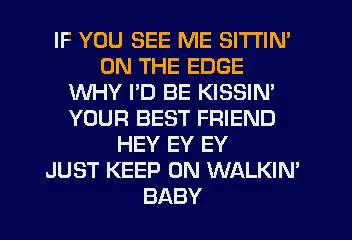 IF YOU SEE ME SITTIN'
ON THE EDGE
WHY I'D BE KISSIN'
YOUR BEST FRIEND
HEY EY EY
JUST KEEP ON WALKIN'
BABY